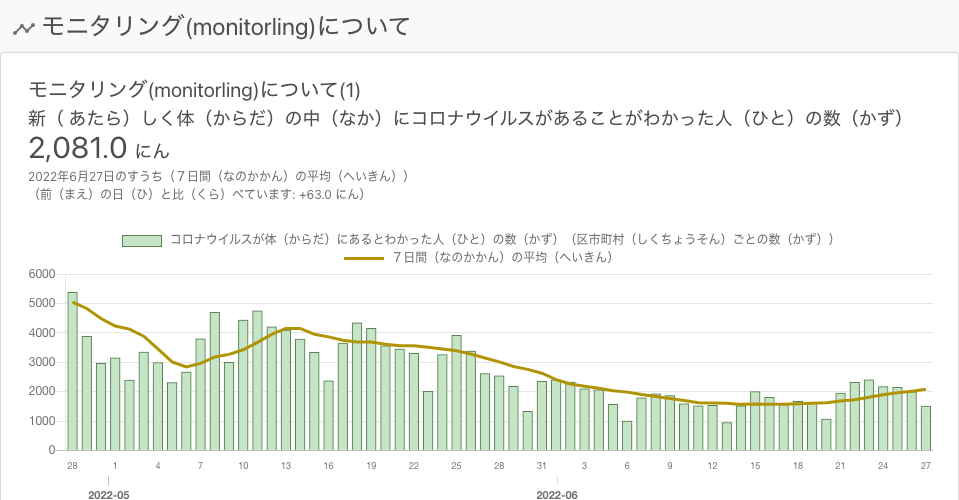 モニタリング(monitorling)について
モニタリング(monitorling)について(1)
新（ あたら）しく体（からだ）の中（なか）にコロナウイルスがあることがわかった人（ひと）の数（かず）
2,081.0 にん
2022年6月27日のすうち（７日間（なのかかん）の平均（へいきん））
（前（まえ）の日（ひ）と比（くら）べています: +63.0 にん）
コロナウイルスが体（からだ）にあるとわかった人（ひと）の数（かず）（区市町村（しくちょうそん）ごとの数（かず））
７日間（なのかかん）の平均（へいきん）
6000
5000
4000
3000
2000
1000
0
28 1 4 7 10 13 16 19 22 25 28 31 3 6 9 12 15 18 21 24 27
2022-05 2022-06